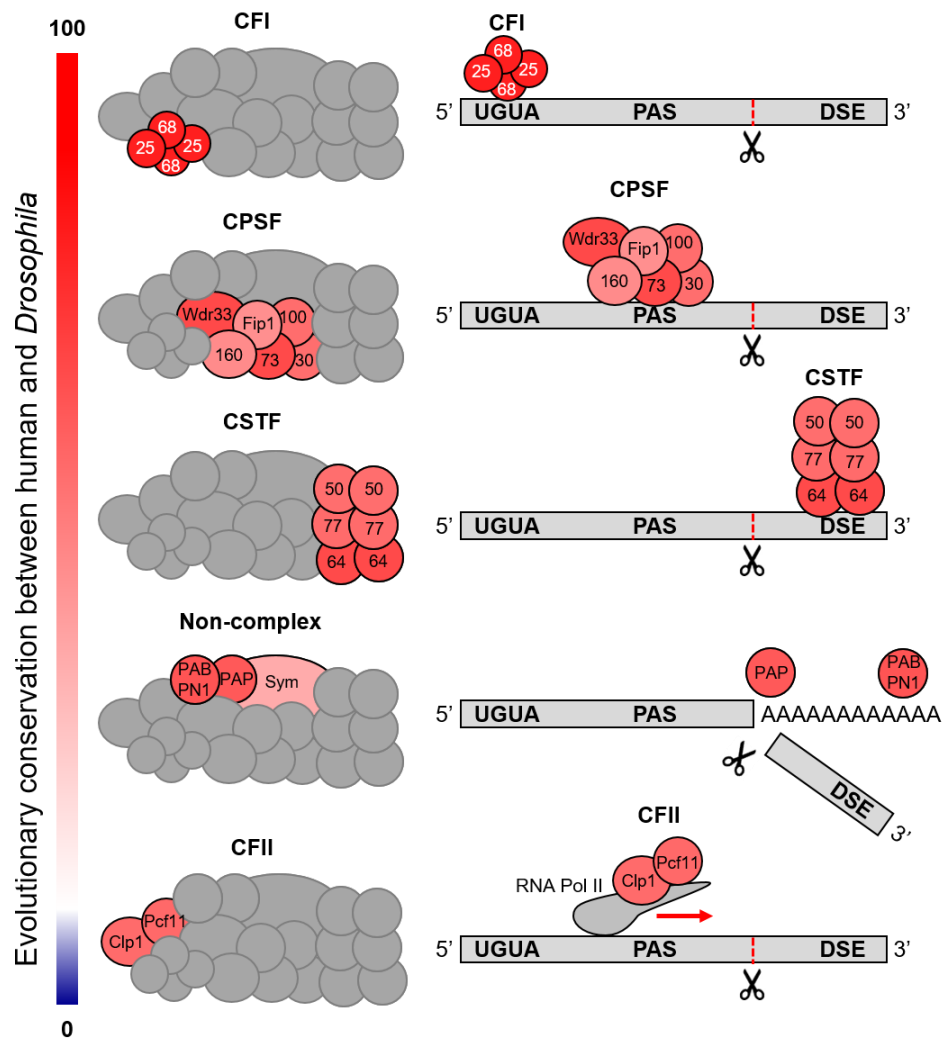 100
Evolutionary conservation between human and Drosophila
0
CFI
68
25
25
68
CFI
68
25
25
68
5’ UGUA PAS DSE 3’
CPSF
Wdr33
Fip1
100
160
73
30
CPSF
Wdr33
Fip1
100
160
73
30
5’ UGUA PAS DSE 3’
CSTF
50 50
77 77
64 64
CSTF
50 50
77 77
64 64
5’ UGUA PAS DSE 3’
Non-complex
PAB
PN1
PAP
Sym
PAP
PAB
PN1
5’ UGUA PAS AAAAAAAAAAAA
DSE
3’
CFII
Pcf11
Clp1
CFII
RNA Pol II
Clp1
Pcf11
5’ UGUA PAS DSE 3’